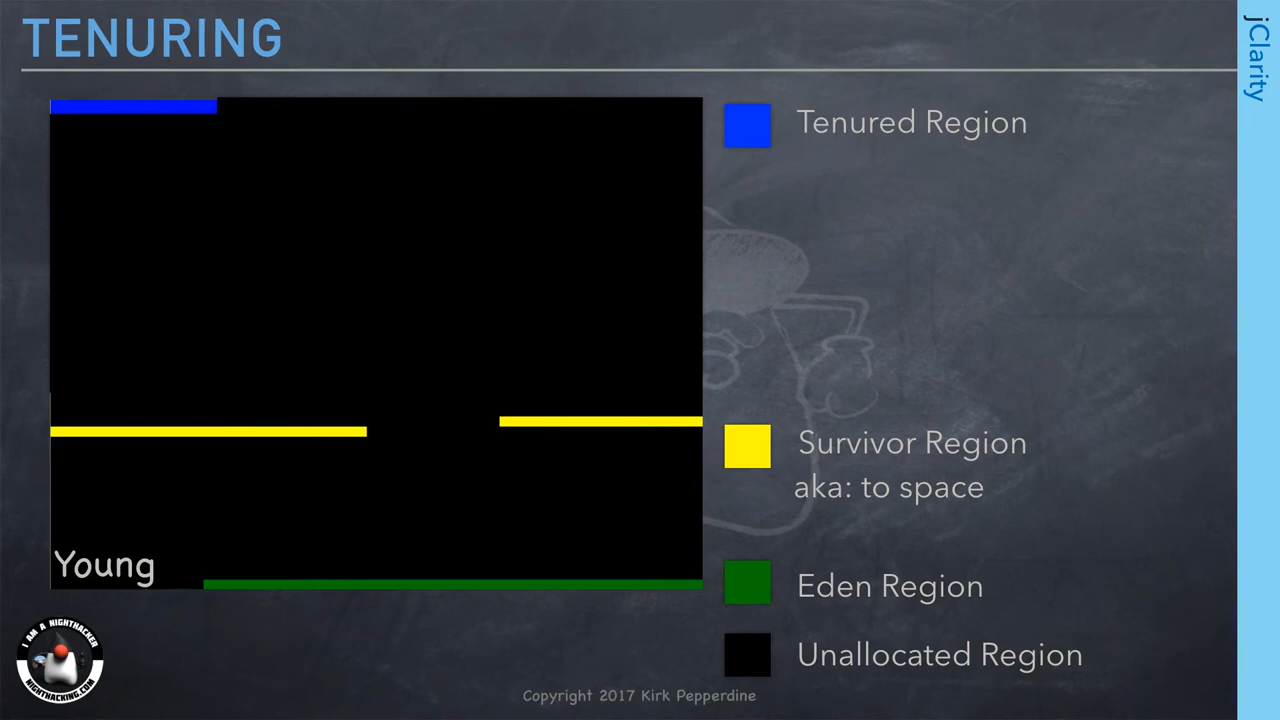 TENURING
jClarity
Tenured Region
Survivor Region
aka: to space
Young
Eden Region
Unallocated Region
I AM A NIGHTHACKER
NIGHTHACKING.COM
Copyright 2017 Kirk Pepperdine